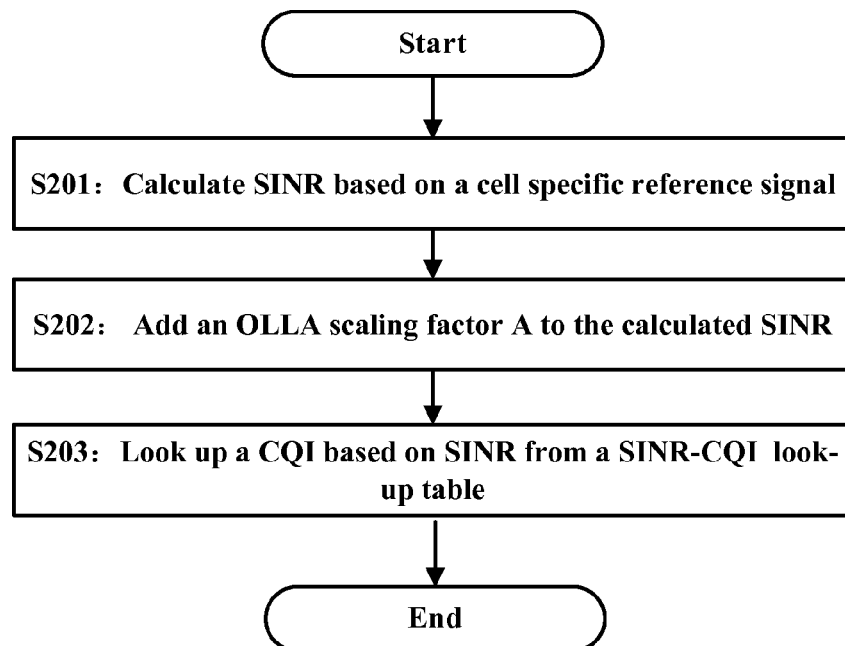 Start
S201：Calculate SINR based on a cell specific reference signal
S202： Add an OLLA scaling factor A to the calculated SINR
S203：Look up a CQI based on SINR from a SINR-CQI look-
up table
End